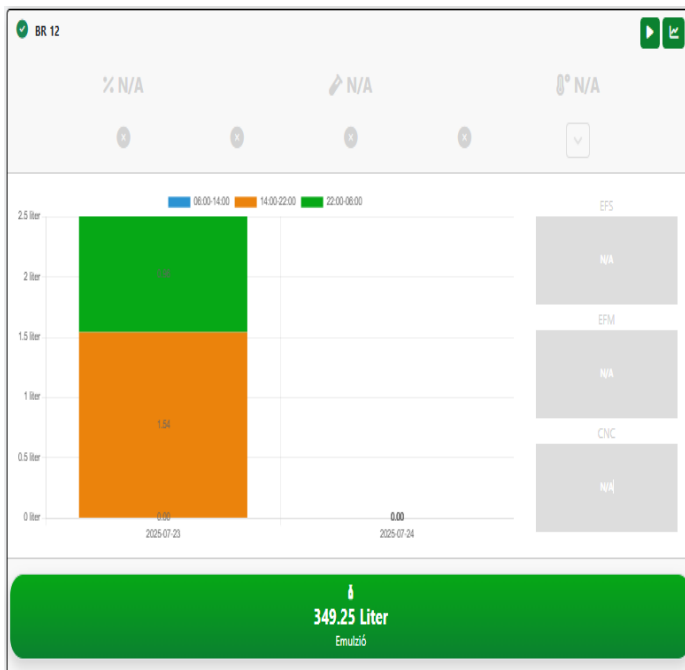 BR 12
N/A N/A N/A
06:00-14:00 14:00-22:00 22:00-06:00
2.5 liter
2 liter
1.5 liter
1 liter
0.5 liter
0 liter
1.54
0.00
0.00
2025-07-23
2025-07-24
EFS
N/A
EFM
N/A
CNC
N/A
349.25 Liter
Emulzió